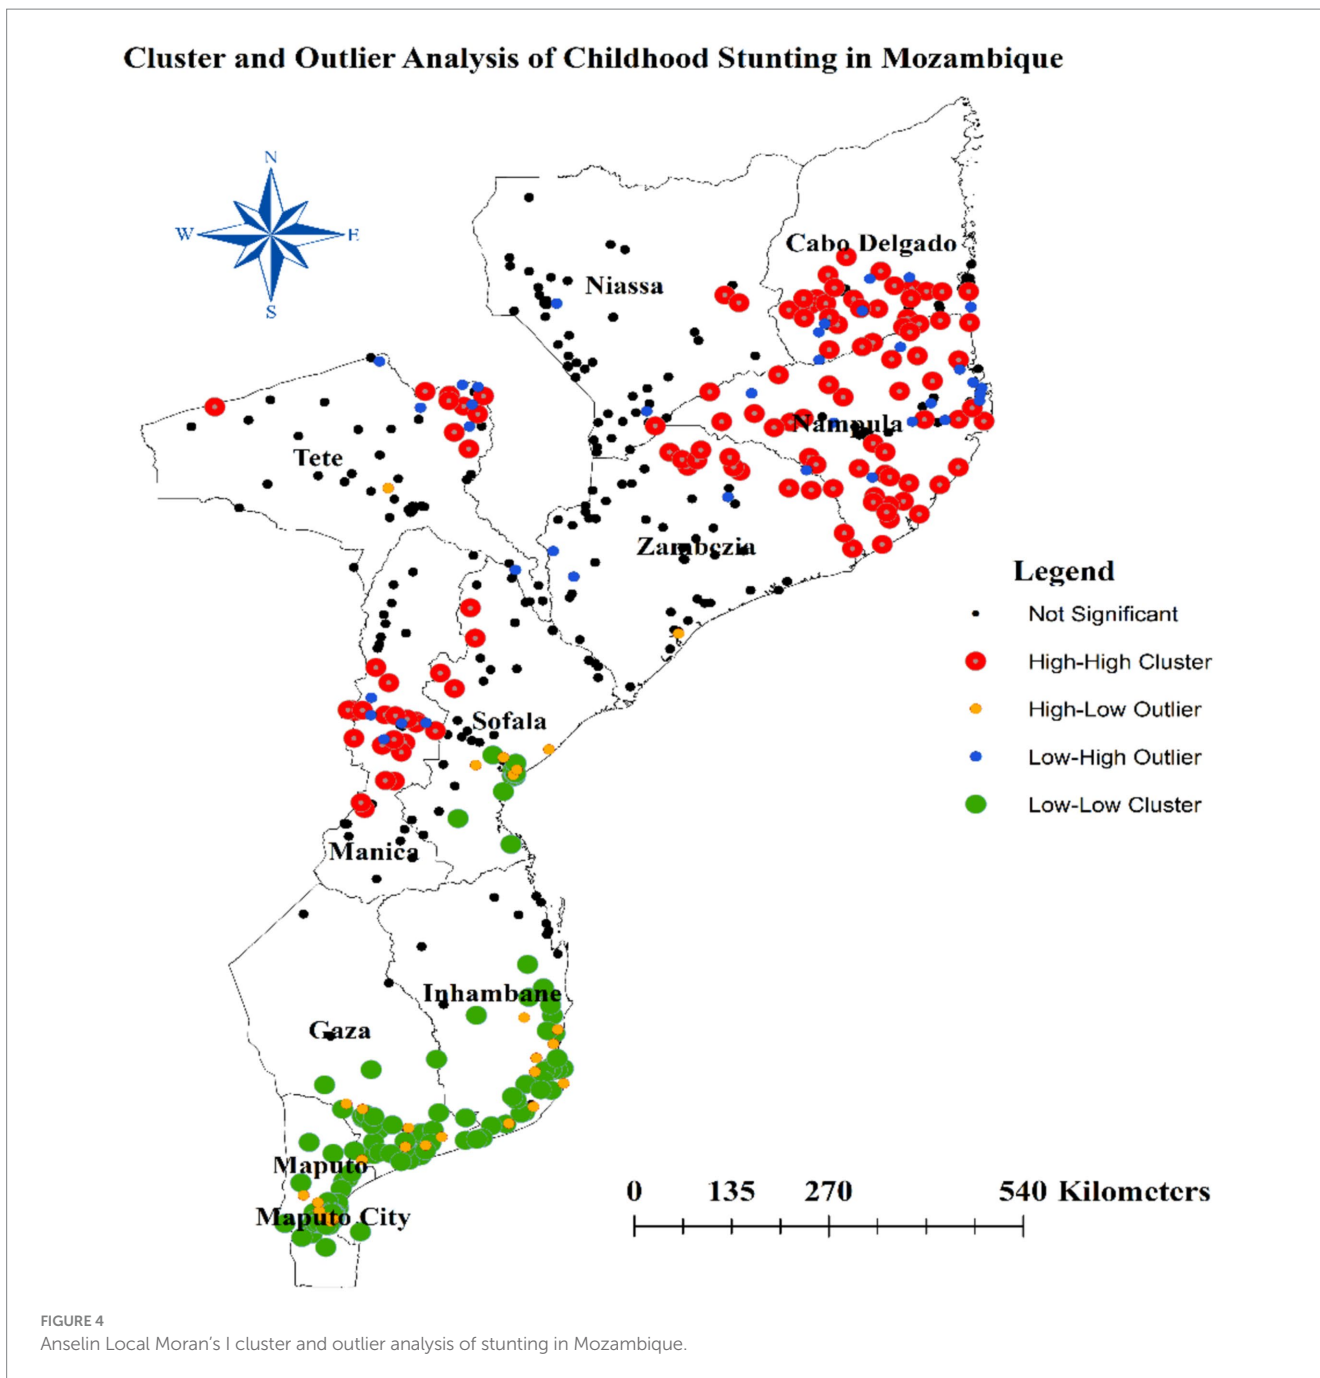 Cluster and Outlier Analysis of Childhood Stunting in Mozambique
N
W
E
S
Cabo Delgado
Niassa
Nampula
Tete
Zambezia
Sofala
Manica
Inhambane
Gaza
Maputo
Maputo City
Legend
Not Significant
High-High Cluster
High-Low Outlier
Low-High Outlier
Low-Low Cluster
0 135 270 540 Kilometers
FIGURE 4
Anselin Local Moran's I cluster and outlier analysis of stunting in Mozambique.